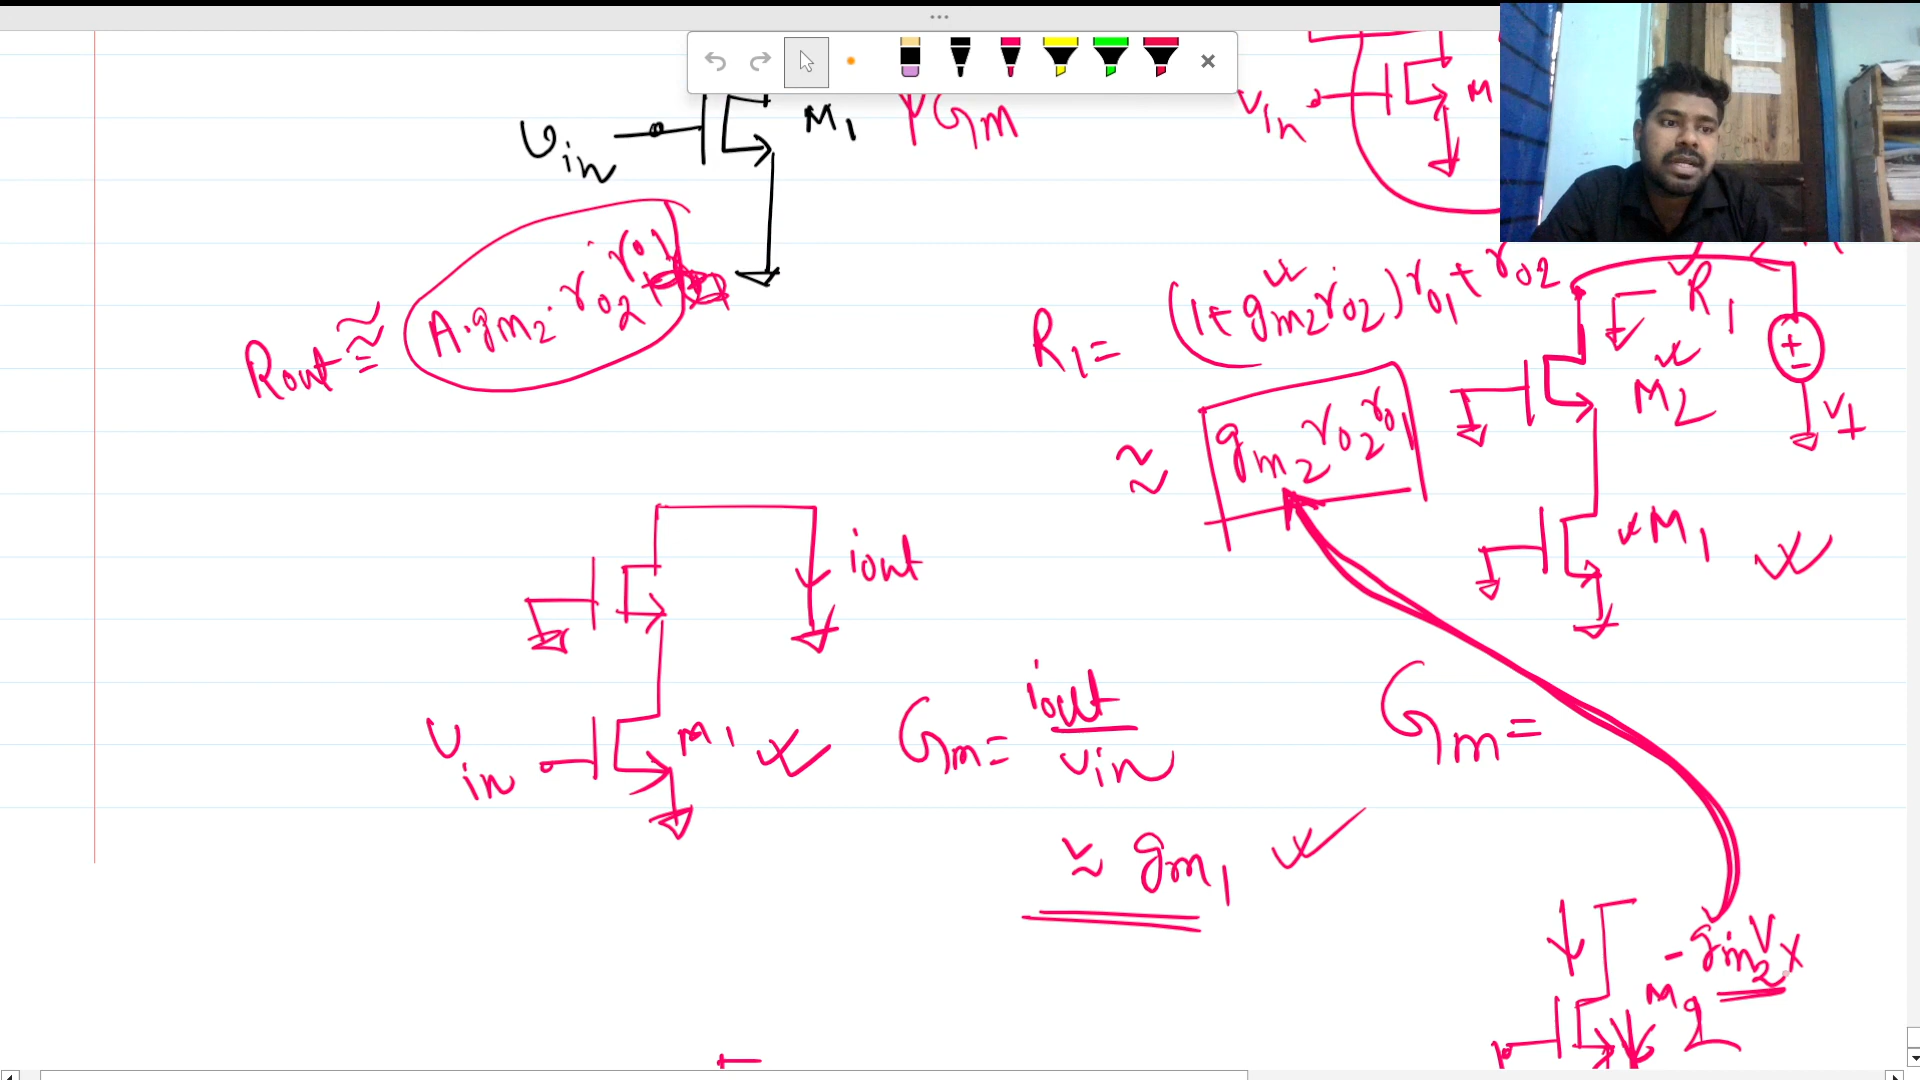 Vin M1 Gm
Vin M
Rout ≅ A.gm2.ro2 ro1
R1 = (1+gm2ro2)ro1+ro2
R1
M2
V1
≈ gm2ro2ro1
M1
iout
Vin M1
Gm = iout/vin
Gm=
≈ gm1
-gm2Vx
M2